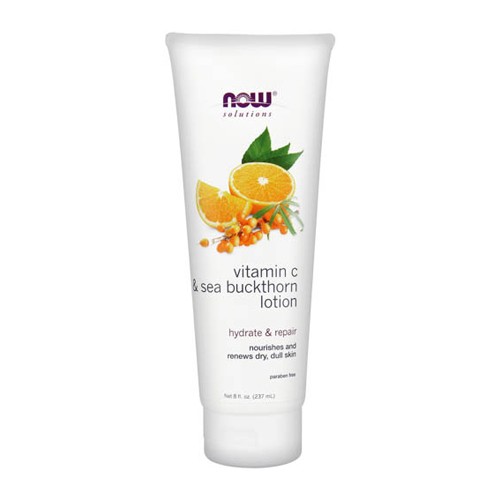 now®
solutions
vitamin c
& sea buckthorn
lotion
hydrate & repair
nourishes and
renews dry, dull skin
paraben free
Net 8 fl. oz. (237 mL)